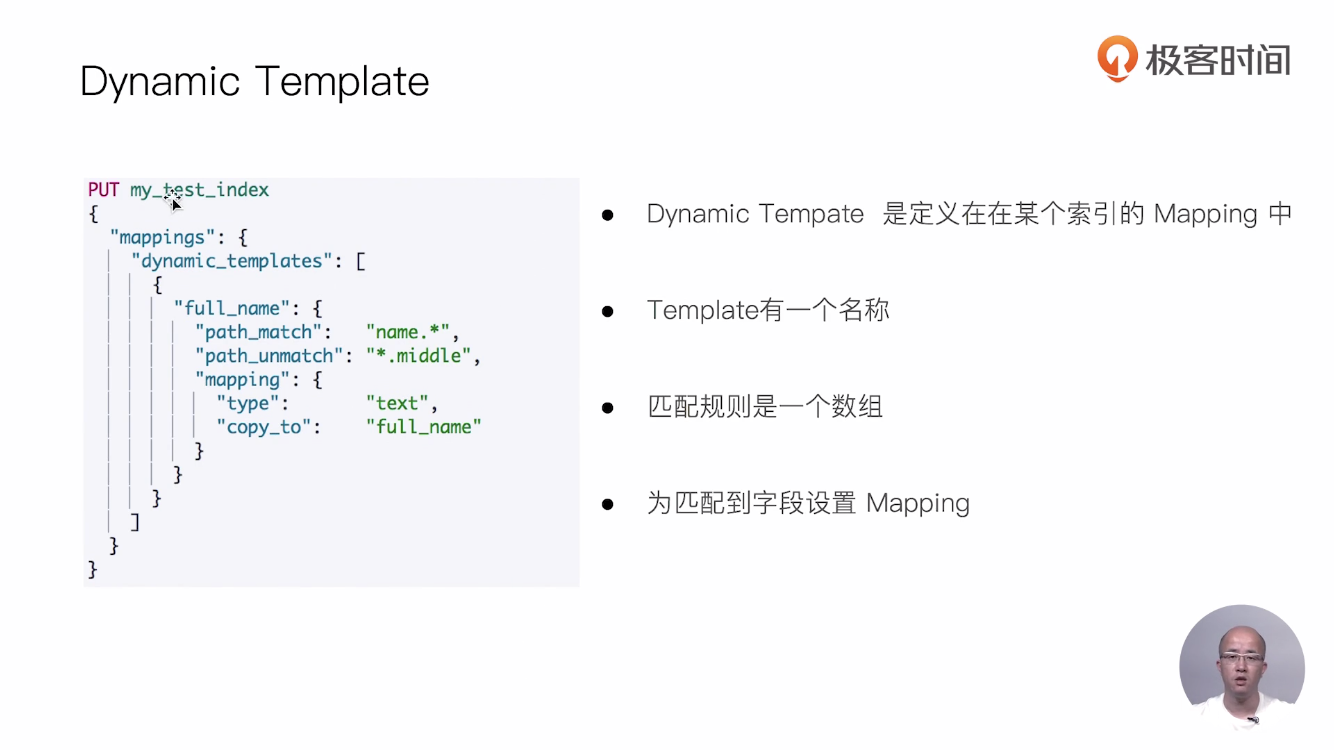 Dynamic Template
极客时间
PUT my_test_index
{
"mappings": {
"dynamic_templates": [
{
"full_name": {
"path_match": "name.*",
"path_unmatch": "*.middle",
"mapping": {
"type": "text",
"copy_to": "full_name"
}
}
}
]
}
}
● Dynamic Tempate 是定义在在某个索引的 Mapping 中
● Template有一个名称
● 匹配规则是一个数组
● 为匹配到字段设置 Mapping